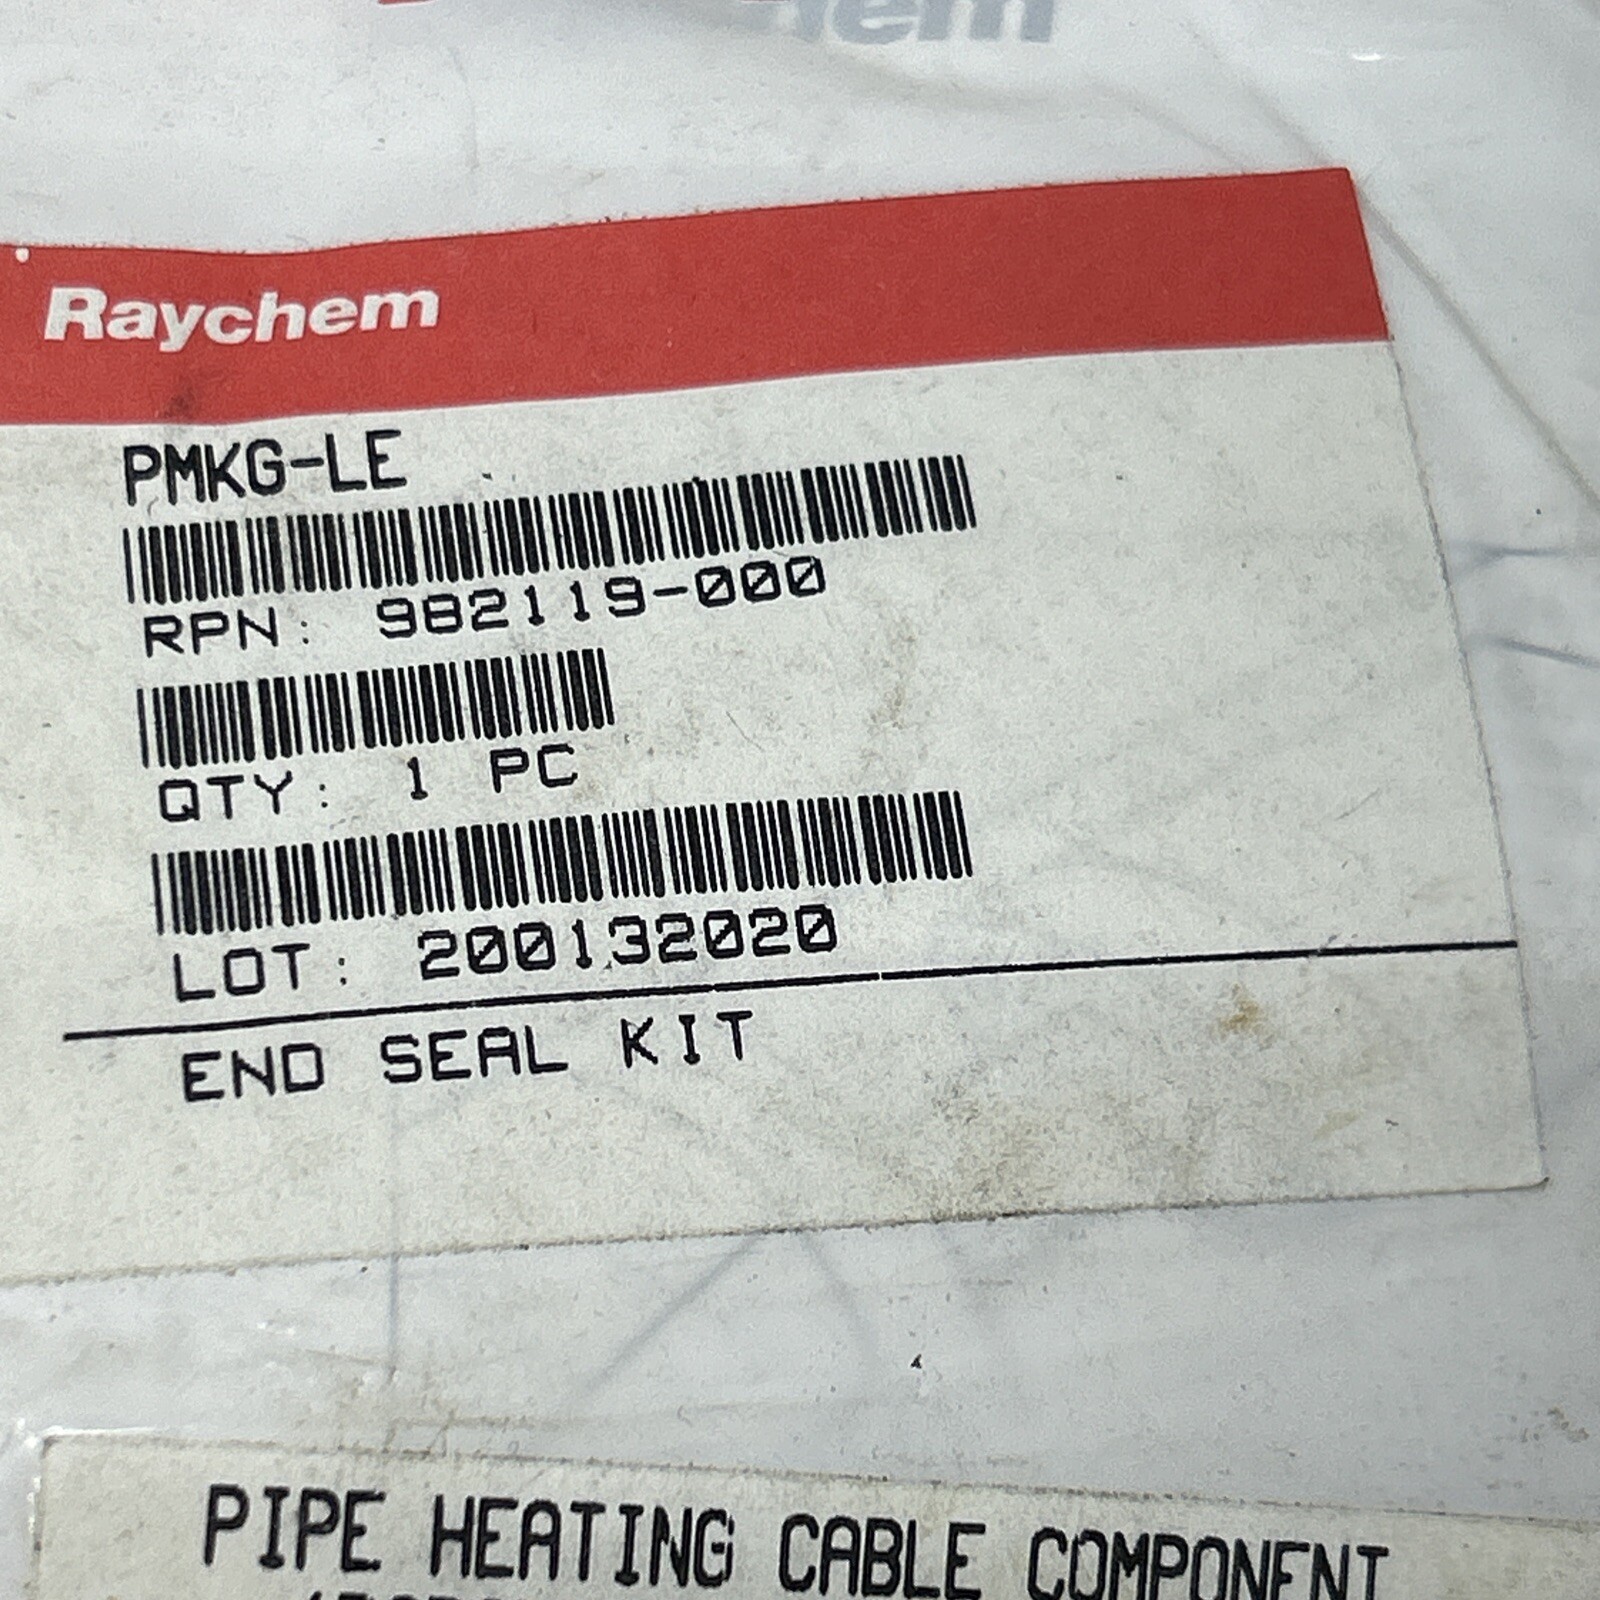 Raychem
PMKG-LE
RPN: 982119-000
QTY: 1 PC
LOT: 200132020
END SEAL KIT
PIPE HEATING CABLE COMPONENT